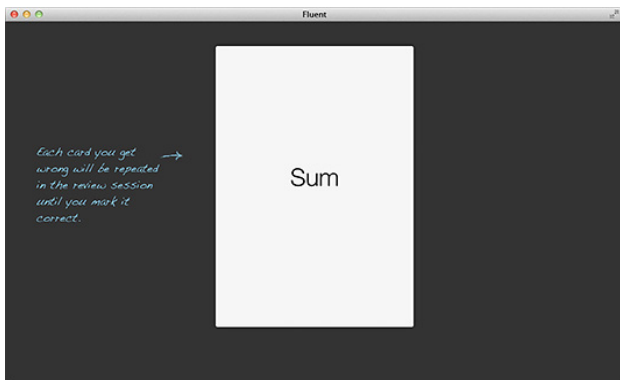 Fluent
Each card you get
wrong will be repeated
in the review session
until you mark it
correct.
Sum